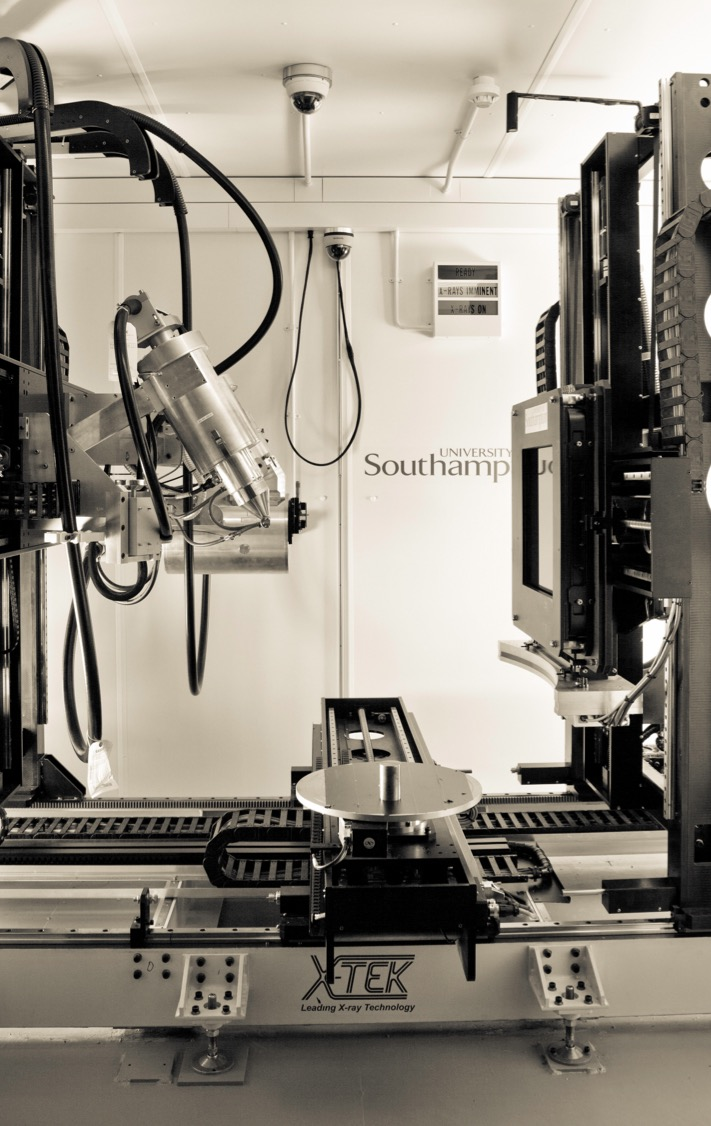 READY
X-RAYS IMMINENT
X-RAYS ON
UNIVERSITY
Southamp
X-TEK
Leading X-ray Technology